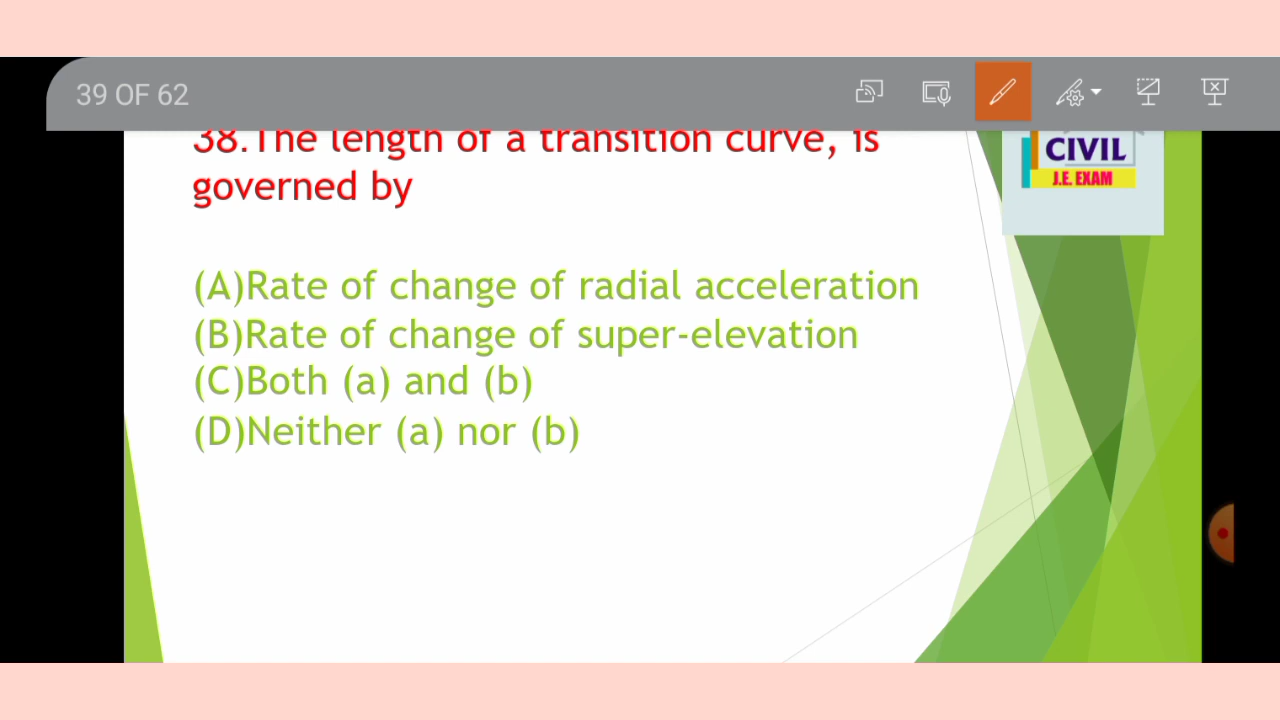 39 OF 62
38.The length of a transition curve, is
governed by
CIVIL
J.E. EXAM
(A)Rate of change of radial acceleration
(B)Rate of change of super-elevation
(C)Both (a) and (b)
(D)Neither (a) nor (b)